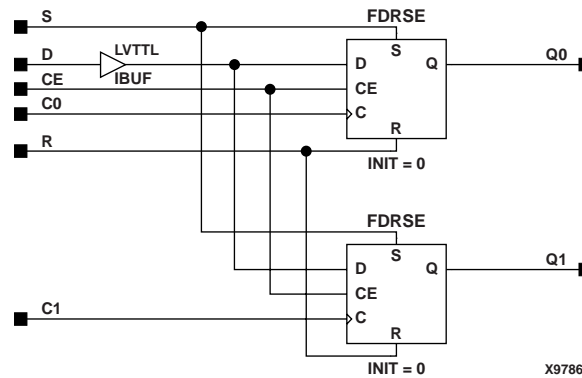 S
FDRSE
D
LVTTL
IBUF
S
D
Q
Q0
CE
CE
C0
C
R
R
INIT = 0
FDRSE
S
D
Q
Q1
CE
C1
C
R
INIT = 0
X9786